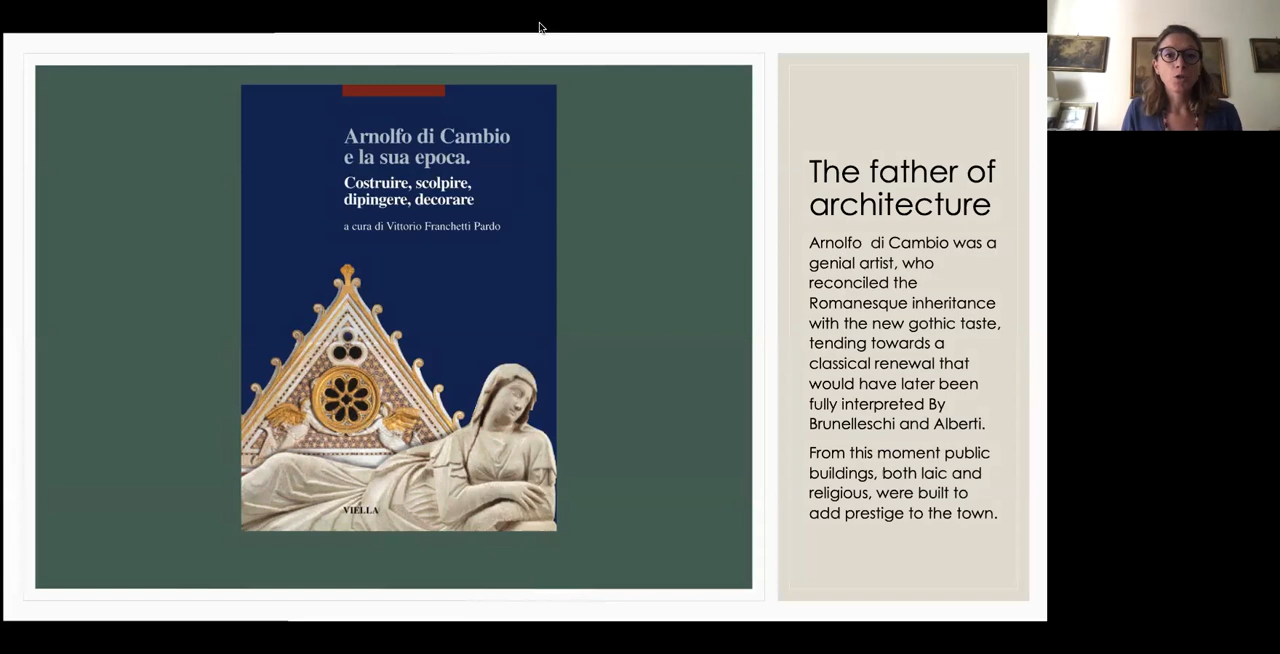 Arnolfo di Cambio
e la sua epoca.
Costruire, scolpire,
dipingere, decorare
a cura di Vittorio Franchetti Pardo
VIELLA
The father of
architecture
Arnolfo di Cambio was a
genial artist, who
reconciled the
Romanesque inheritance
with the new gothic taste,
tending towards a
classical renewal that
would have later been
fully interpreted By
Brunelleschi and Alberti.
From this moment public
buildings, both laic and
religious, were built to
add prestige to the town.